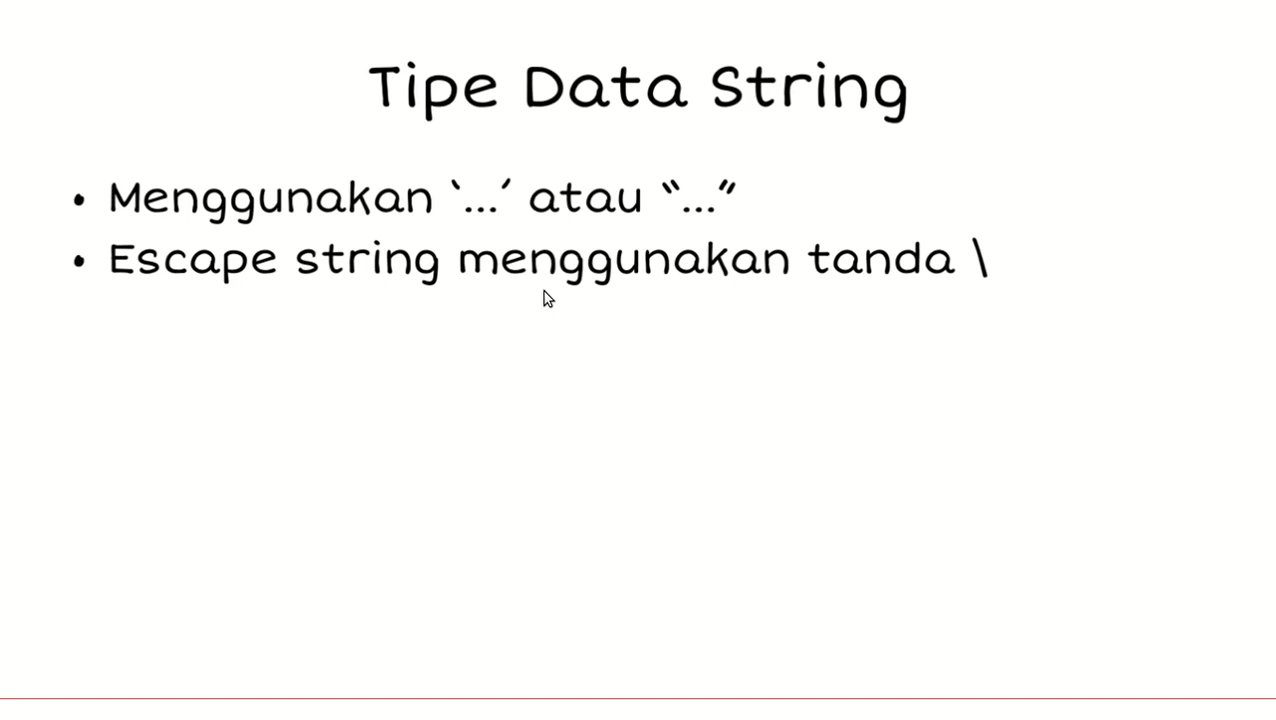 Tipe Data String
• Menggunakan ‘...’ atau “...”
• Escape string menggunakan tanda \